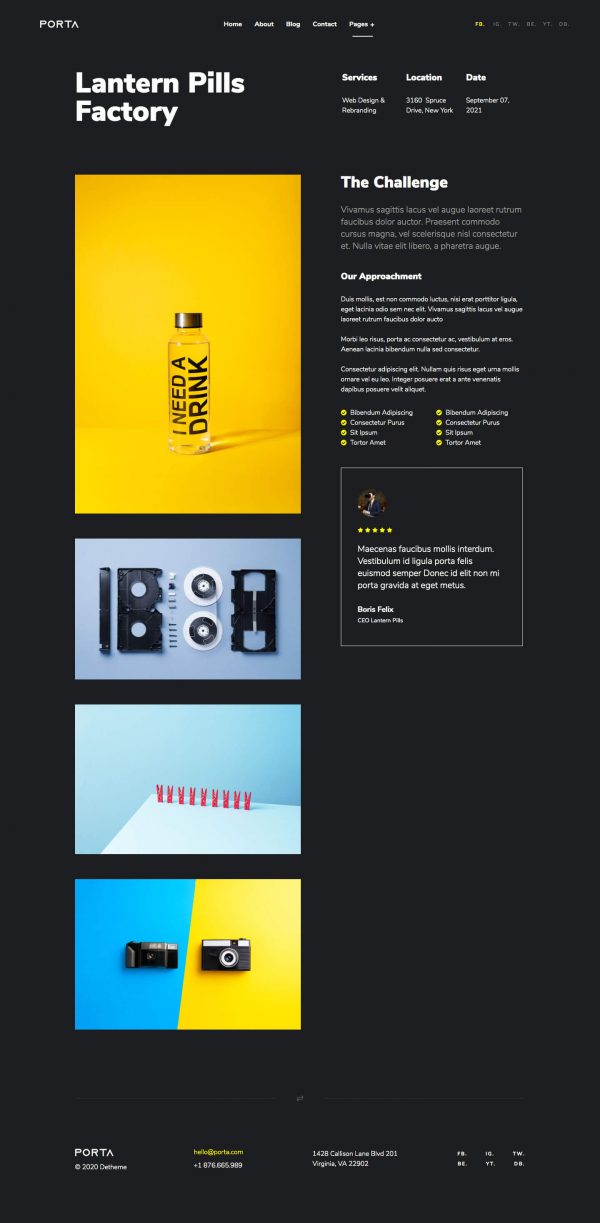 PORTA
Home About Blog Contact Pages +
FB. IG. TW. BE. YT. DB.
Lantern Pills
Factory
Services Location Date
Web Design & 3160 Spruce September 07,
Rebranding Drive, New York 2021
I NEED A
DRINK
The Challenge
Vivamus sagittis lacus vel augue laoreet rutrum
faucibus dolor auctor. Praesent commodo
cursus magna, vel scelerisque nisl consectetur
et. Nulla vitae elit libero, a pharetra augue.
Our Approachment
Duis mollis, est non commodo luctus, nisi erat porttitor ligula,
eget lacinia odio sem nec elit. Vivamus sagittis lacus vel augue
laoreet rutrum faucibus dolor aucto
Morbi leo risus, porta ac consectetur ac, vestibulum at eros.
Aenean lacinia bibendum nulla sed consectetur.
Consectetur adipiscing elit. Nullam quis risus eget urna mollis
ornare vel eu leo. Integer posuere erat a ante venenatis
dapibus posuere velit aliquet.
Bibendum Adipiscing Bibendum Adipiscing
Consectetur Purus Consectetur Purus
Sit Ipsum Sit Ipsum
Tortor Amet Tortor Amet
Maecenas faucibus mollis interdum.
Vestibulum id ligula porta felis
euismod semper Donec id elit non mi
porta gravida at eget metus.
Boris Felix
CEO Lantern Pills
PORTA
© 2020 Detheme
hello@porta.com
+1 876.665.989
1428 Callison Lane Blvd 201
Virginia, VA 22902
FB. IG. TW.
BE. YT. DB.